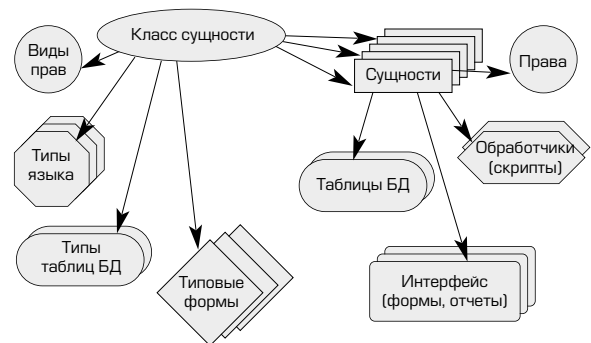 Класс сущности
Виды
прав
Сущности
Права
Типы
языка
Обработчики
(скрипты)
Таблицы БД
Типы
таблиц БД
Типовые
формы
Интерфейс
(формы, отчеты)